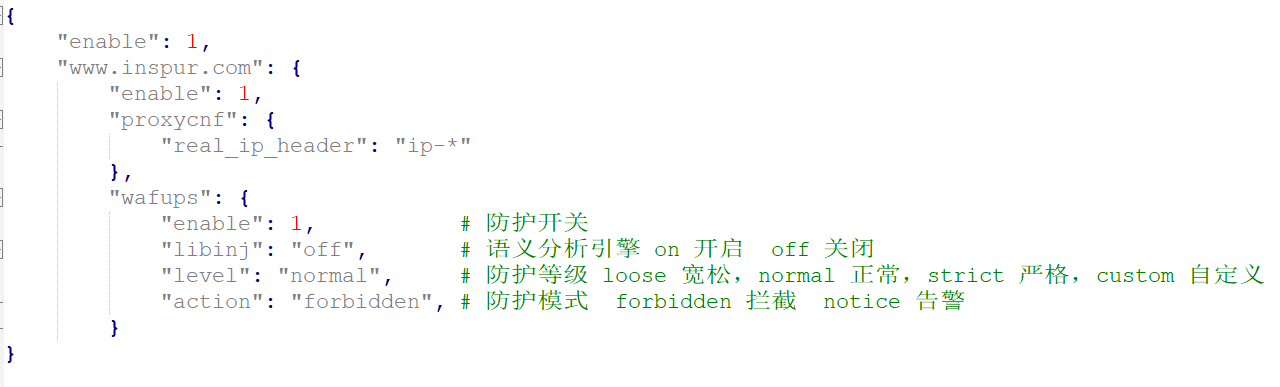 {
    "enable": 1,
    "www.inspur.com": {
        "enable": 1,
        "proxycnf": {
            "real_ip_header": "ip-*"
        },
        "wafups": {
            "enable": 1,           # 防护开关
            "libinj": "off",       # 语义分析引擎 on 开启  off 关闭
            "level": "normal",     # 防护等级 loose 宽松，normal 正常，strict 严格，custom 自定义
            "action": "forbidden", # 防护模式  forbidden 拦截  notice 告警
        }
}